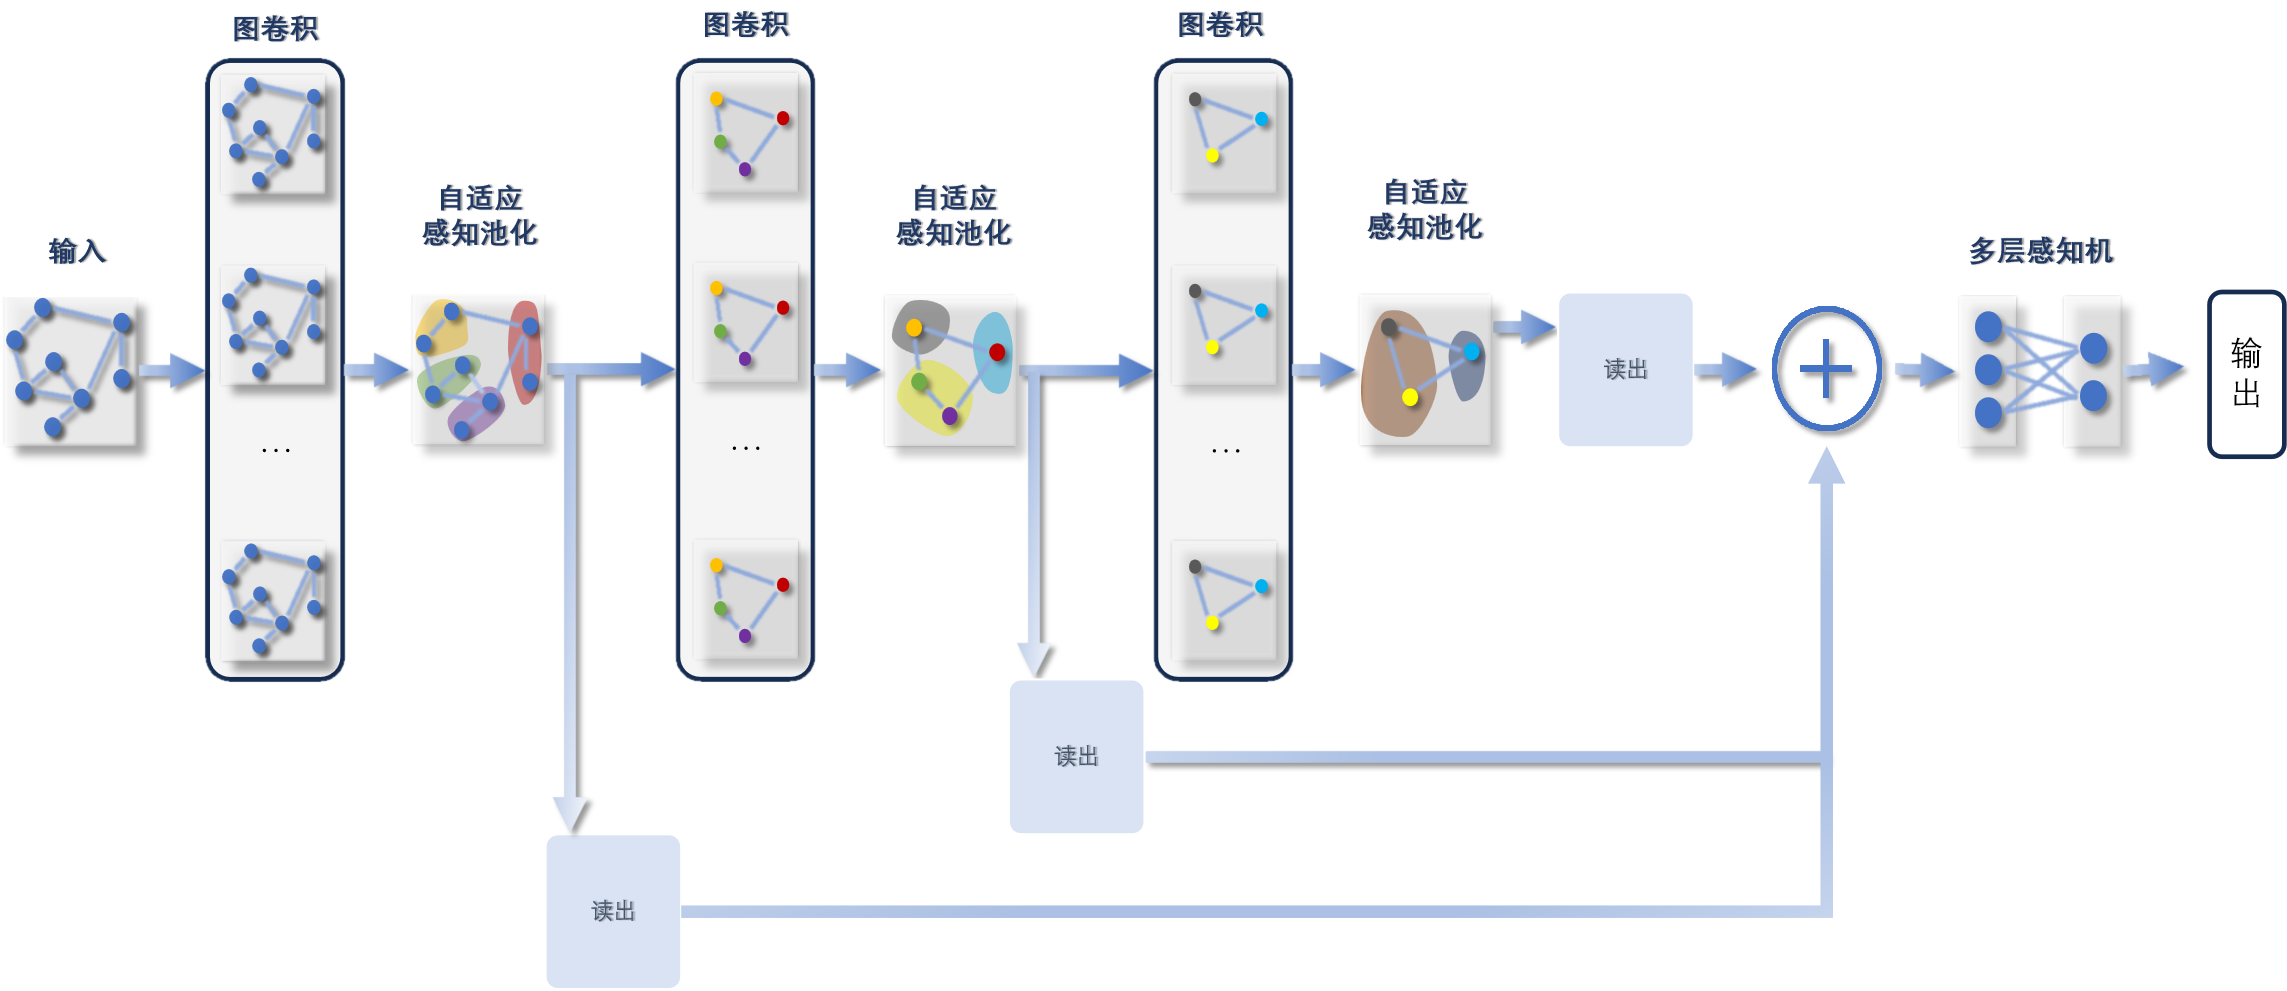 图卷积
图卷积
图卷积
自适应
感知池化
自适应
感知池化
自适应
感知池化
输入
多层感知机
读出
输
出
...
...
...
读出
读出